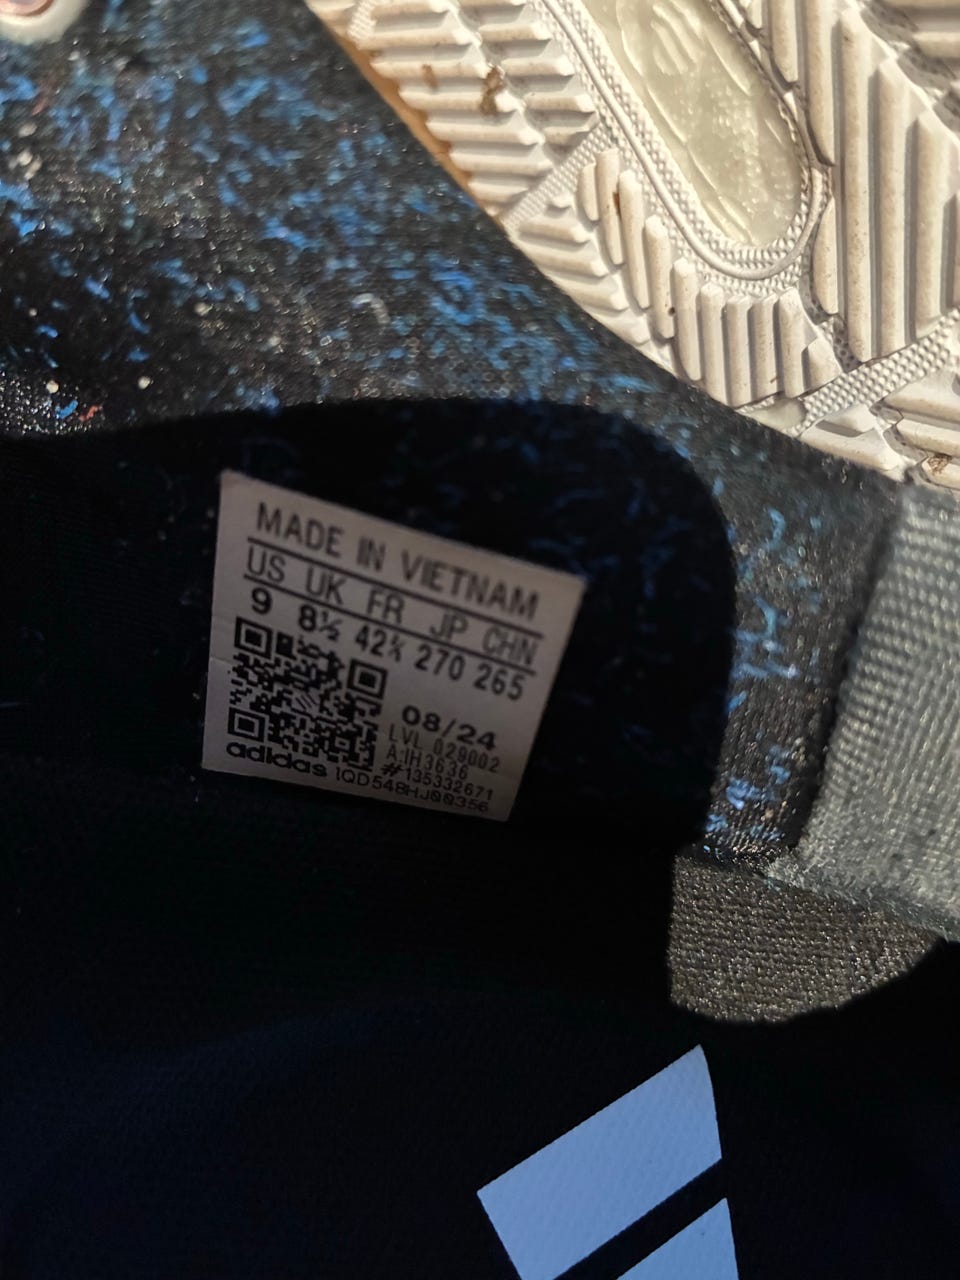 MADE IN VIETNAM
US UK FR JP CHN
9 8½ 42⅔ 270 265
08/24
LVL 029002
A:IH3636
#135332671
adidas 1QD548HJ00356